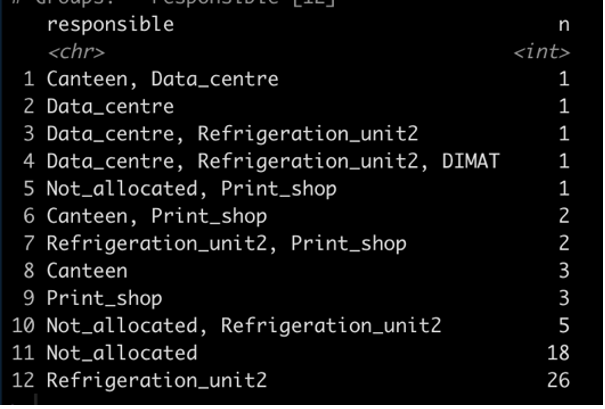 # Groups: responsible [12]
responsible n
<chr> <int>
1 Canteen, Data_centre 1
2 Data_centre 1
3 Data_centre, Refrigeration_unit2 1
4 Data_centre, Refrigeration_unit2, DIMAT 1
5 Not_allocated, Print_shop 1
6 Canteen, Print_shop 2
7 Refrigeration_unit2, Print_shop 2
8 Canteen 3
9 Print_shop 3
10 Not_allocated, Refrigeration_unit2 5
11 Not_allocated 18
12 Refrigeration_unit2 26